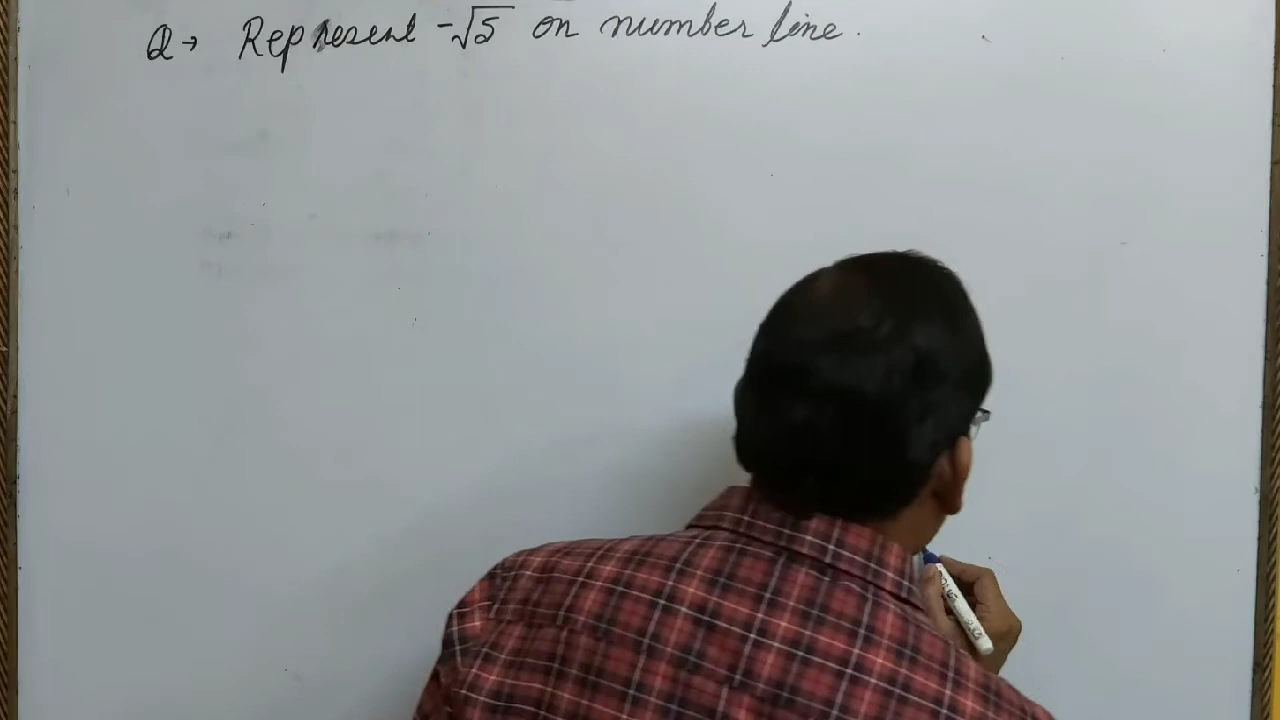 Q→ Represent -√5 on number line.